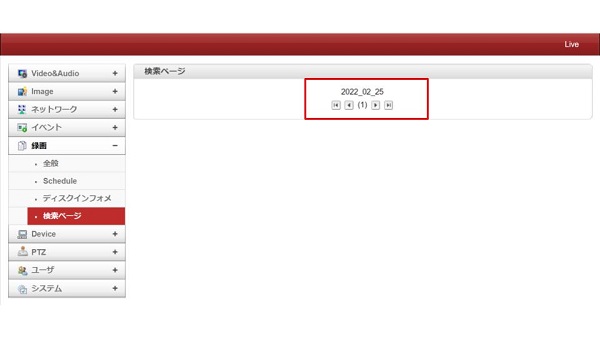 Live
Video&Audio +
Image +
ネットワーク +
イベント +
録画 −
全般
Schedule
ディスクインフォメ
検索ページ
Device +
PTZ +
ユーザ +
システム +
検索ページ
2022_02_25
(1)